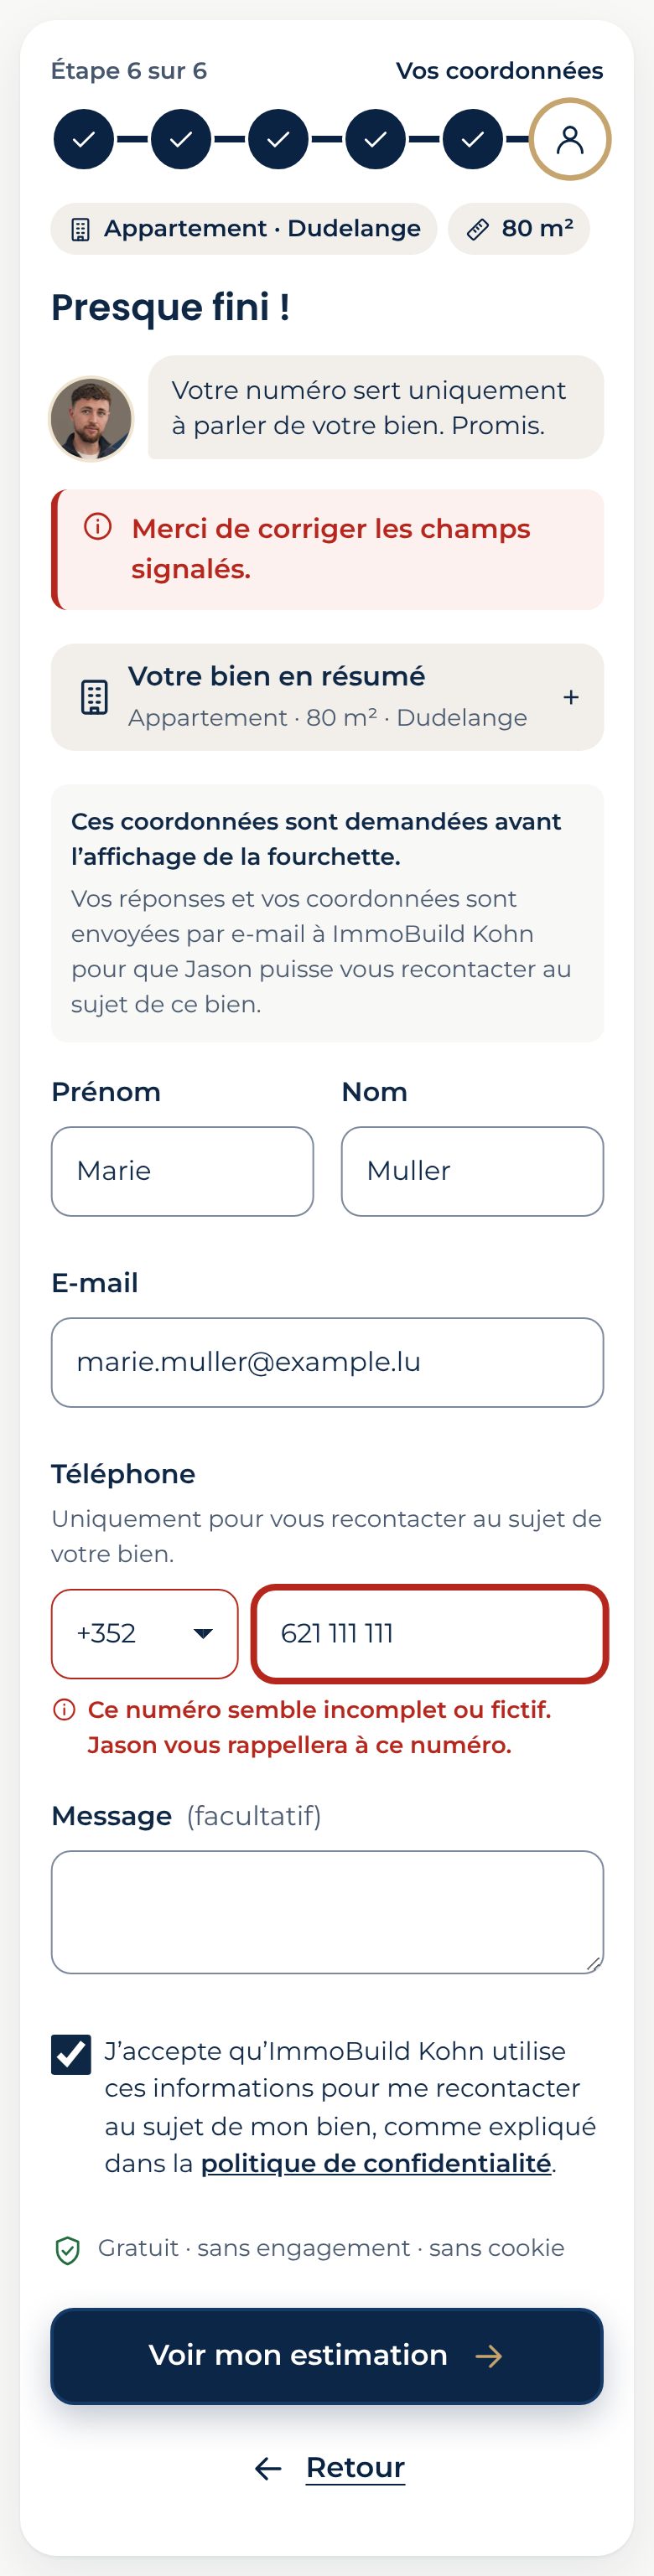 Étape 6 sur 6
Vos coordonnées
Appartement · Dudelange
80 m²
Presque fini !
Votre numéro sert uniquement
à parler de votre bien. Promis.
Merci de corriger les champs
signalés.
Votre bien en résumé
Appartement · 80 m² · Dudelange
+
Ces coordonnées sont demandées avant
l’affichage de la fourchette.
Vos réponses et vos coordonnées sont
envoyées par e-mail à ImmoBuild Kohn
pour que Jason puisse vous recontacter au
sujet de ce bien.
Prénom
Nom
Marie
Muller
E-mail
marie.muller@example.lu
Téléphone
Uniquement pour vous recontacter au sujet de
votre bien.
+352
621 111 111
Ce numéro semble incomplet ou fictif.
Jason vous rappellera à ce numéro.
Message (facultatif)
J’accepte qu’ImmoBuild Kohn utilise
ces informations pour me recontacter
au sujet de mon bien, comme expliqué
dans la politique de confidentialité.
Gratuit · sans engagement · sans cookie
Voir mon estimation →
← Retour